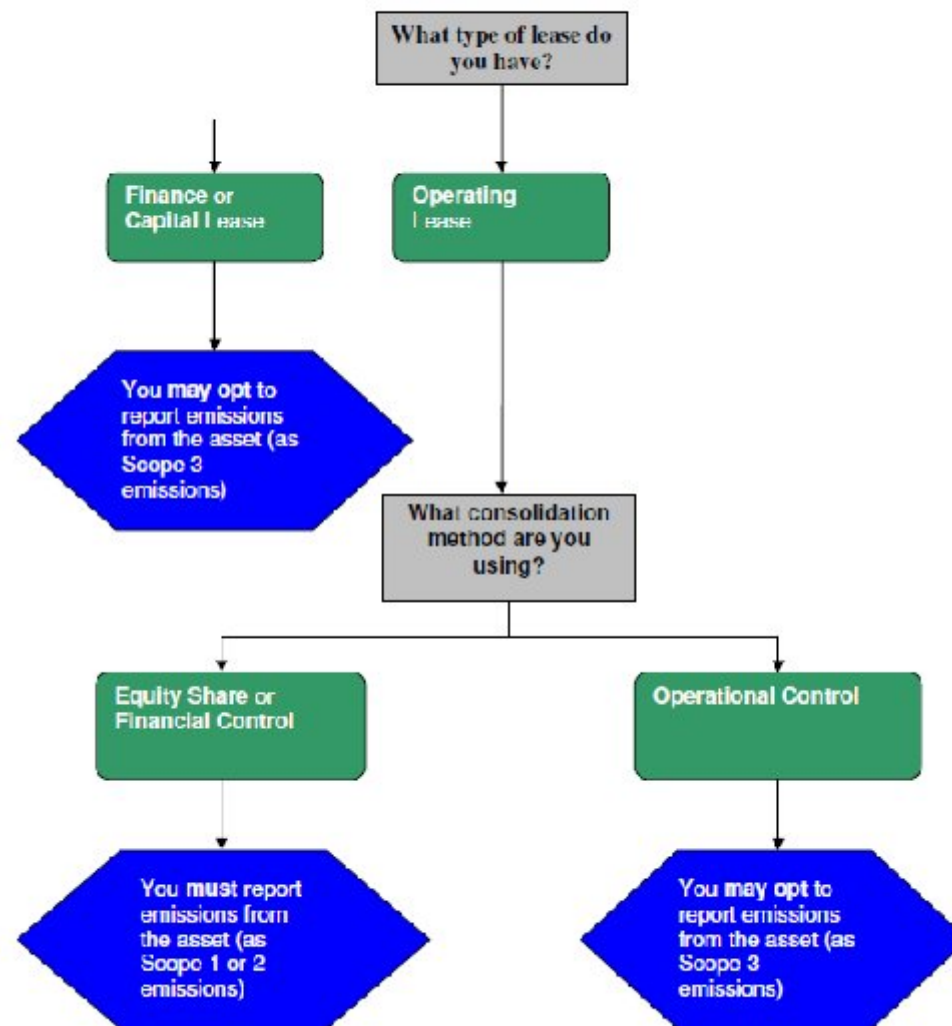 What type of lease do
you have?
Finance or
Capital Lease
Operating
Lease
You may opt to
report emissions
from the asset (as
Scope 3
emissions)
What consolidation
method are you
using?
Equity Share or
Financial Control
Operational Control
You must report
emissions from
the asset (as
Scope 1 or 2
emissions)
You may opt to
report emissions
from the asset (as
Scope 3
emissions)